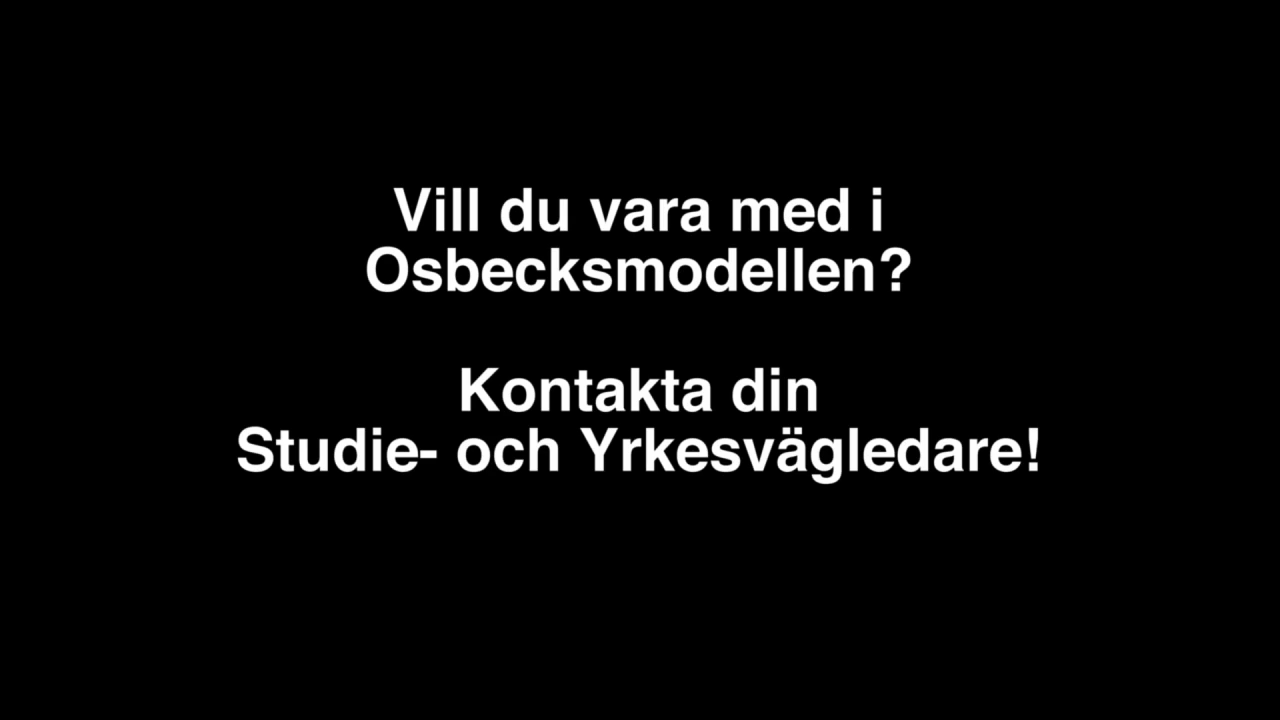 Vill du vara med i
Osbecksmodellen?
Kontakta din
Studie- och Yrkesvägledare!